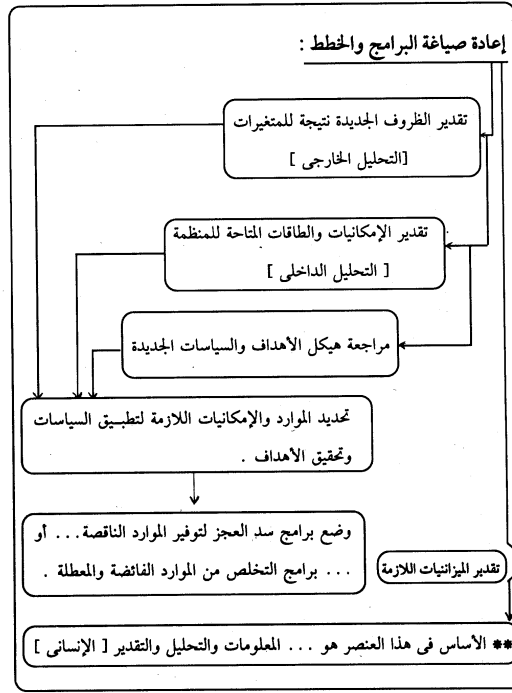 إعادة صياغة البرامج والخطط :
تقدير الظروف الجديدة نتيجة للمتغيرات
[التحليل الخارجى ]
تقدير الإمكانيات والطاقات المتاحة للمنظمة
[ التحليل الداخلى ]
مراجعة هيكل الأهداف والسياسات الجديدة
تحديد الموارد والإمكانيات اللازمة لتطبيق السياسات
وتحقيق الأهداف .
وضع برامج سد العجز لتوفير الموارد الناقصة... أو
... برامج التخلص من الموارد الفائضة والمعطلة .
تقدير الميزانيات اللازمة
** الأساس فى هذا العنصر هو ... المعلومات والتحليل والتقدير [ الإنسانى ]